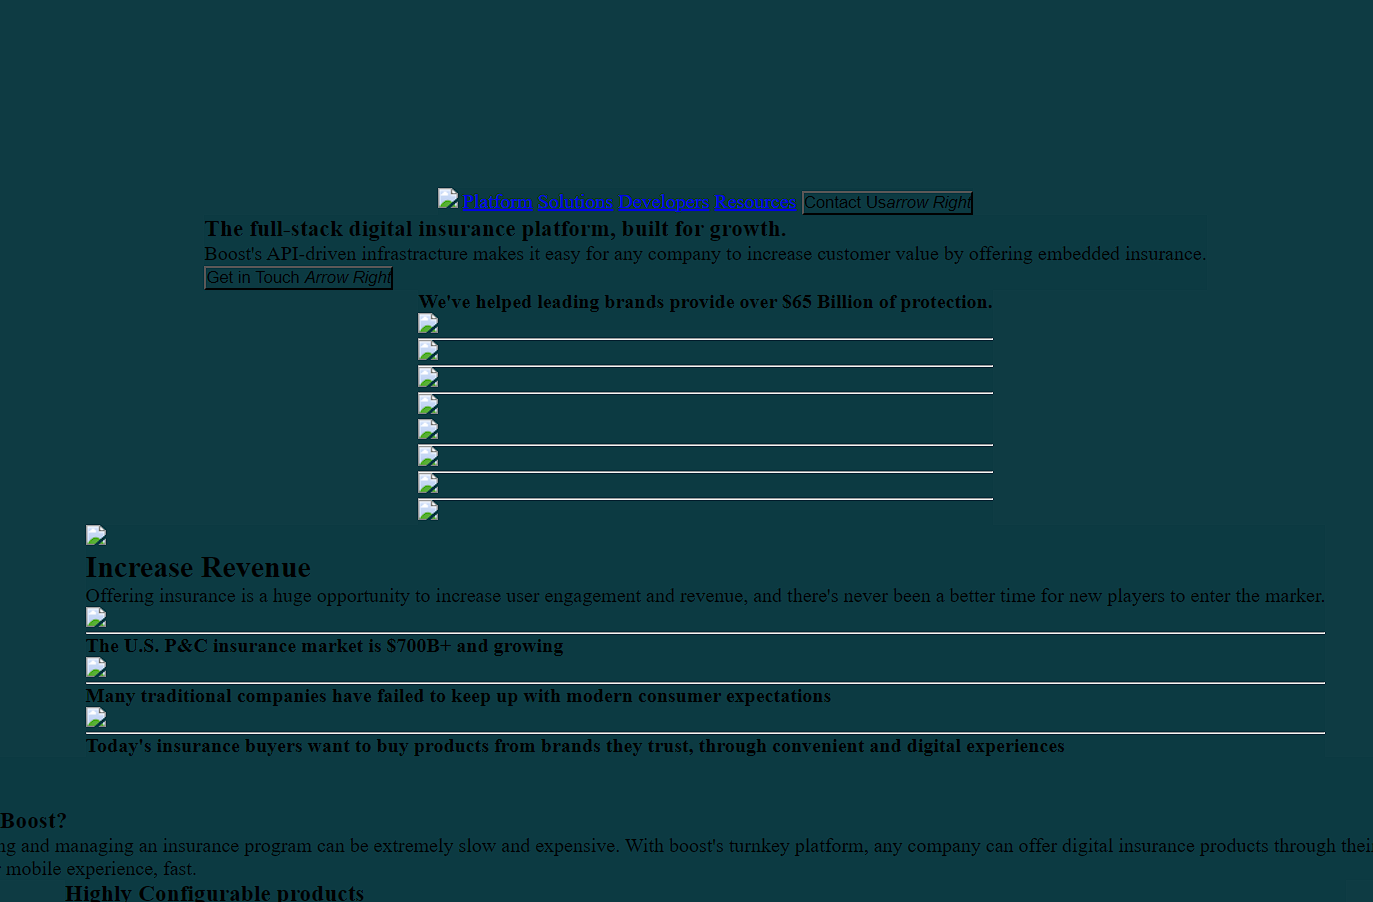 Platform Solutions Developers Resources Contact Usarrow Right
The full-stack digital insurance platform, built for growth.
Boost's API-driven infrastracture makes it easy for any company to increase customer value by offering embedded insurance.
Get in Touch Arrow Right
We've helped leading brands provide over $65 Billion of protection.
Increase Revenue
Offering insurance is a huge opportunity to increase user engagement and revenue, and there's never been a better time for new players to enter the marker.
The U.S. P&C insurance market is $700B+ and growing
Many traditional companies have failed to keep up with modern consumer expectations
Today's insurance buyers want to buy products from brands they trust, through convenient and digital experiences
Boost?
ng and managing an insurance program can be extremely slow and expensive. With boost's turnkey platform, any company can offer digital insurance products through thei
mobile experience, fast.
Highly Configurable products